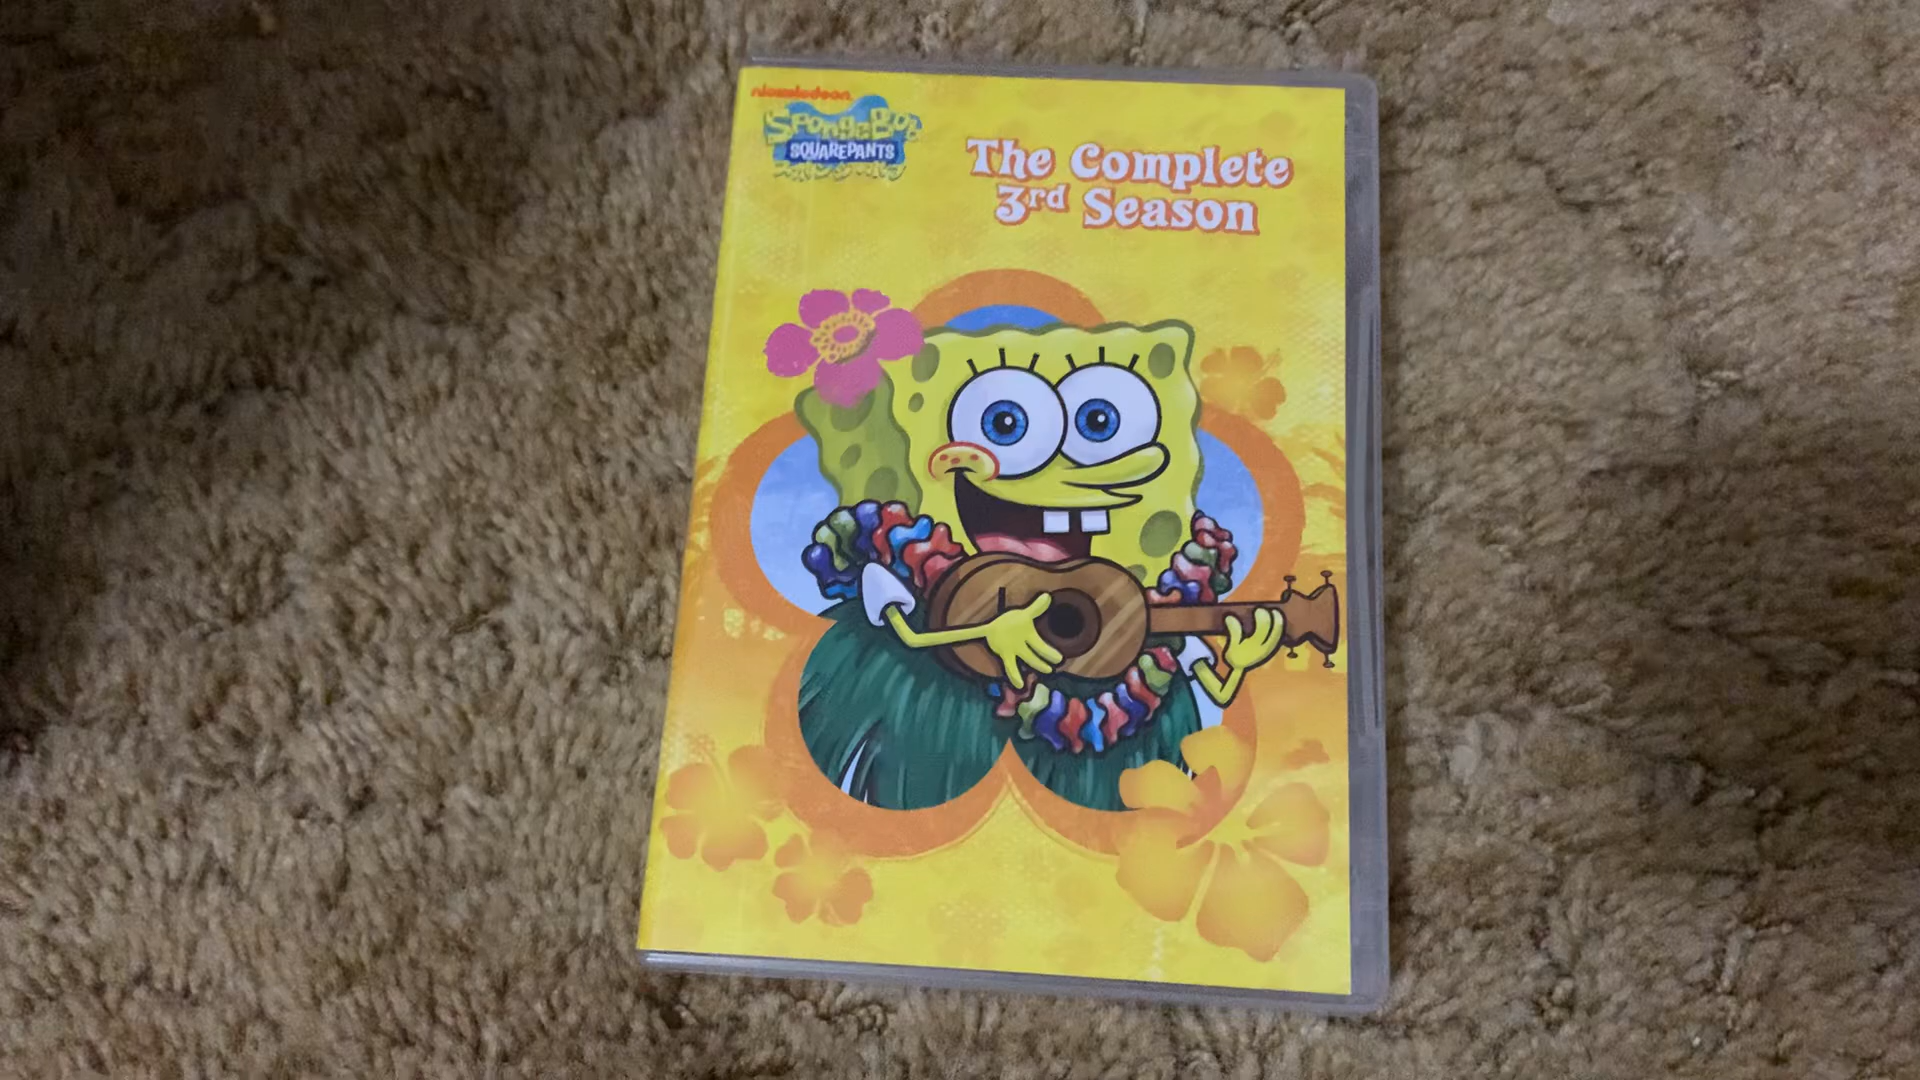 nickelodeon
SpongeBob
SQUAREPANTS
The Complete
3rd Season